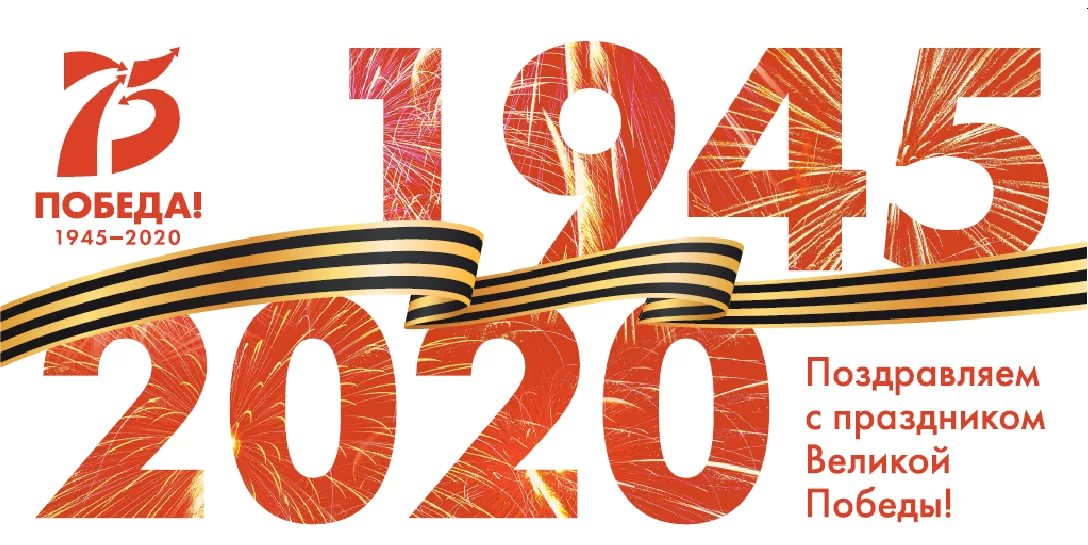 75
ПОБЕДА!
1945–2020
1945
2020
Поздравляем
с праздником
Великой
Победы!